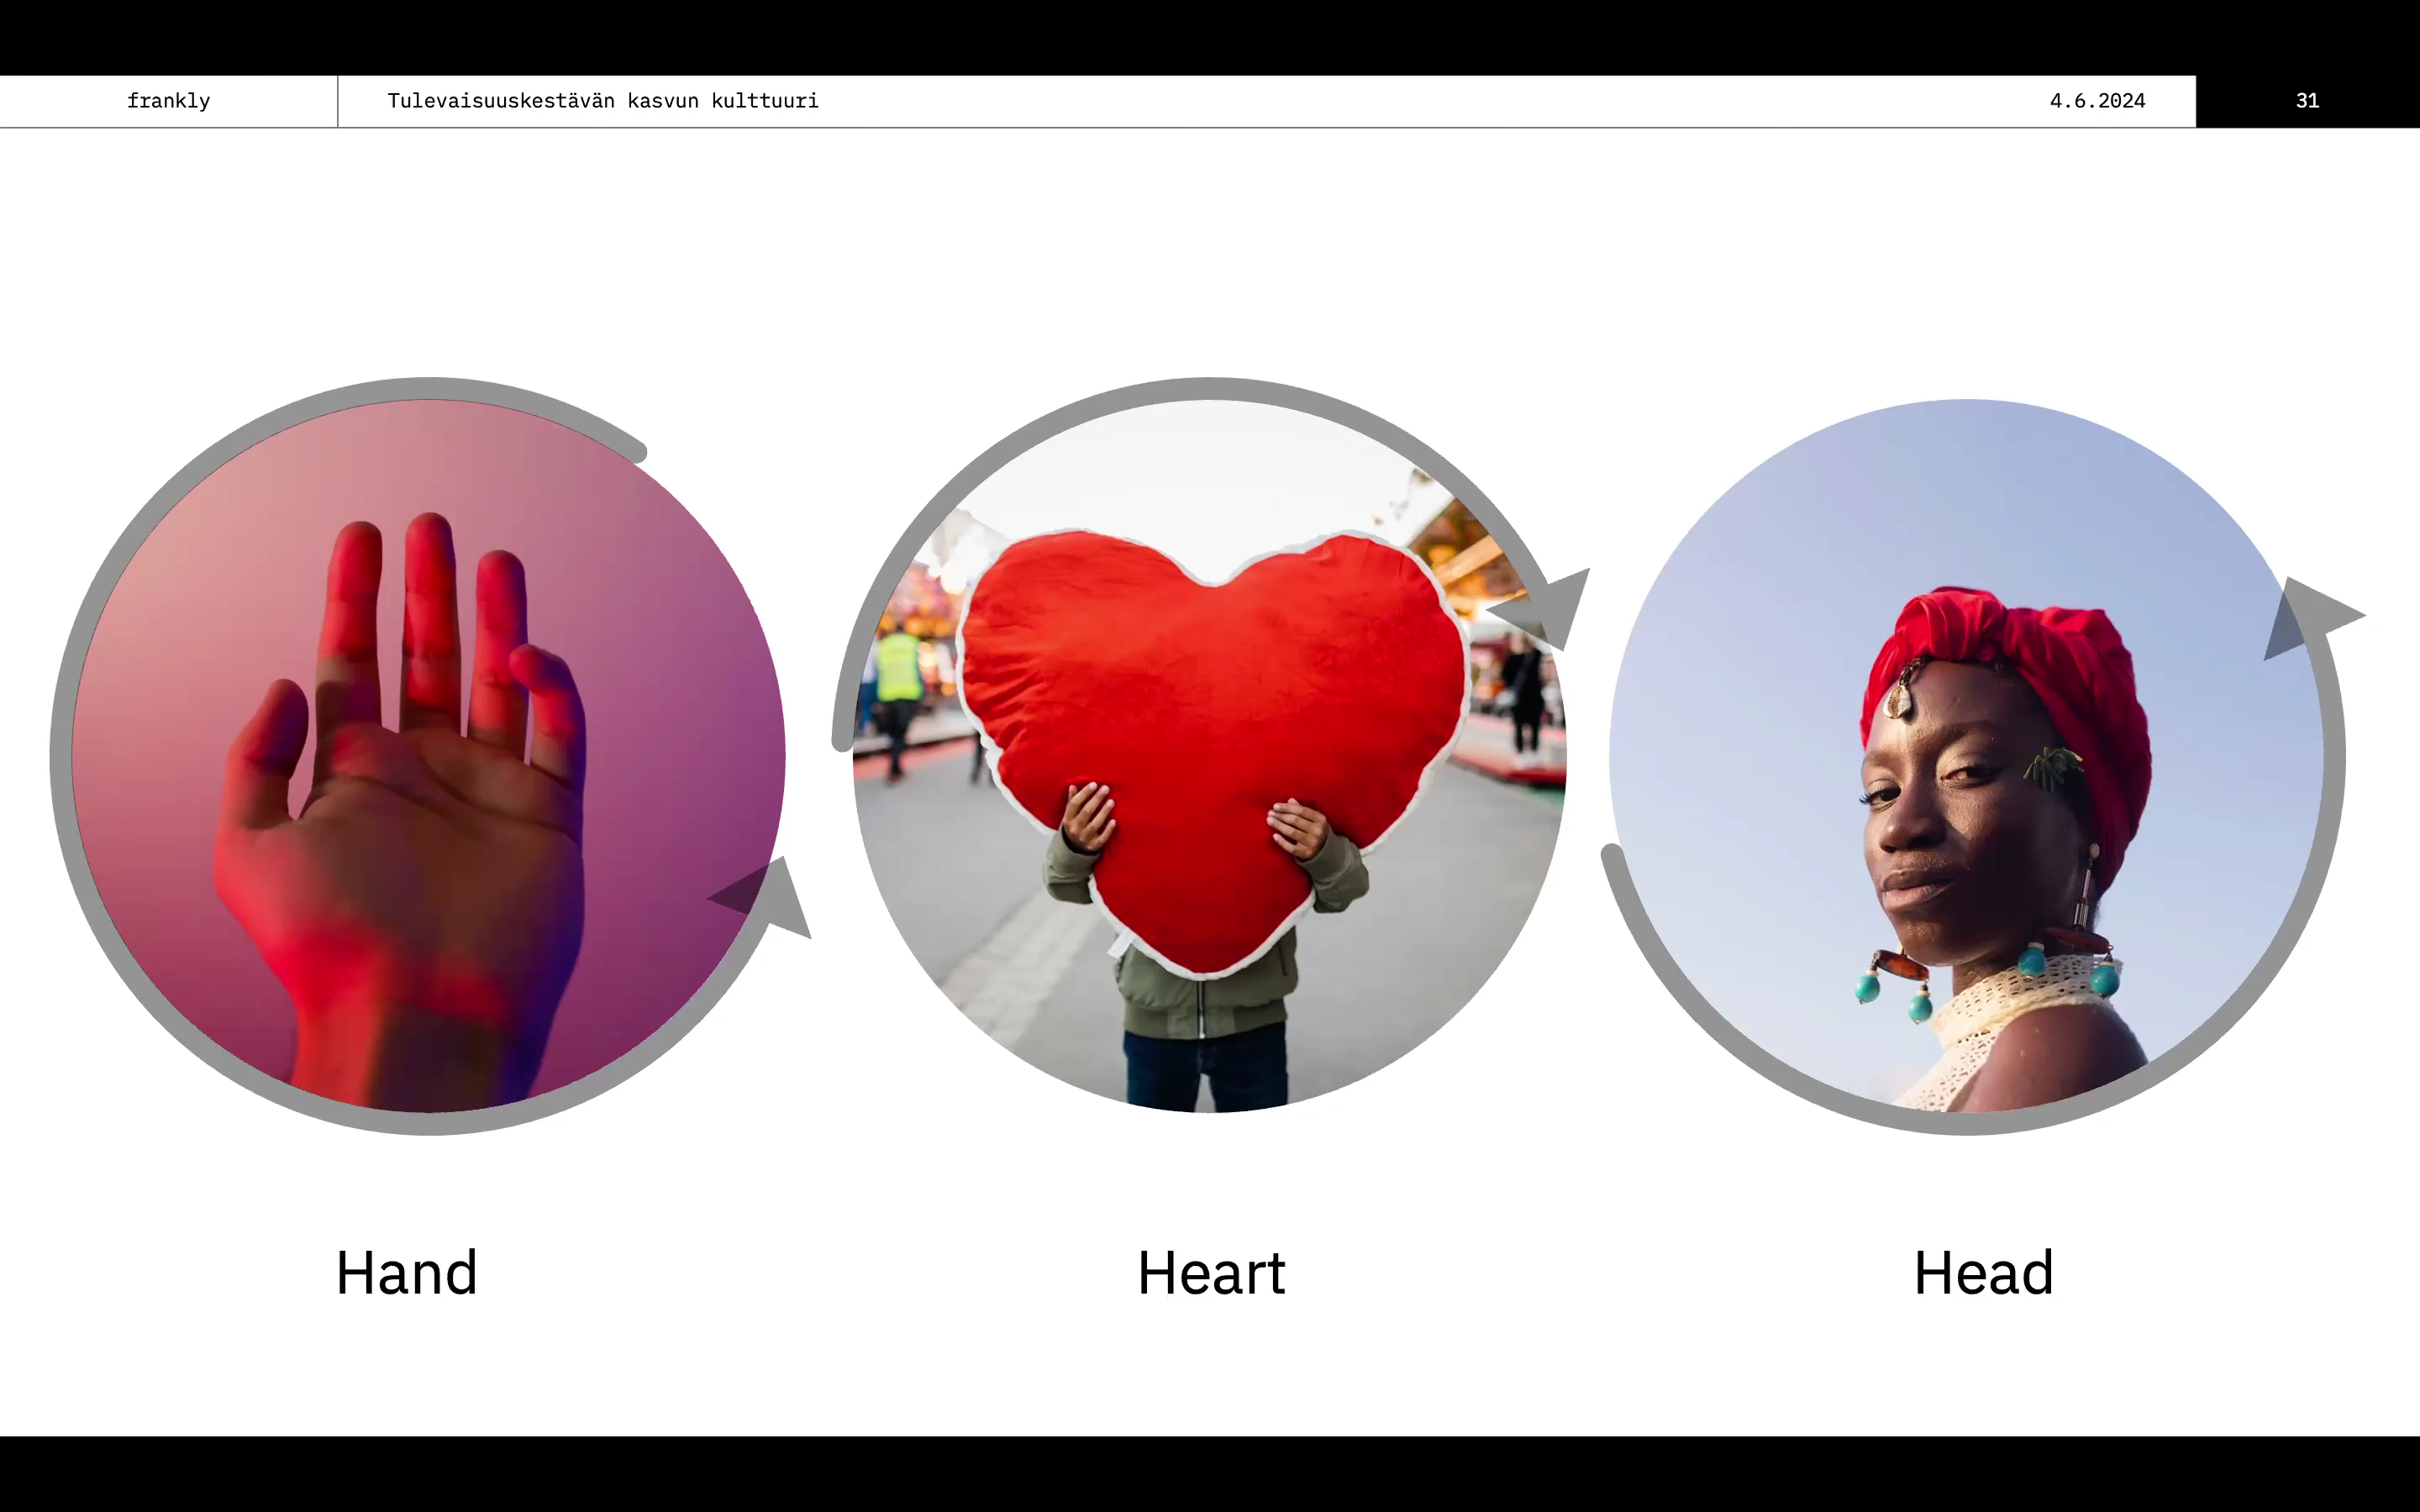 frankly
Tulevaisuuskestävän kasvun kulttuuri
4.6.2024
31
Hand
Heart
Head